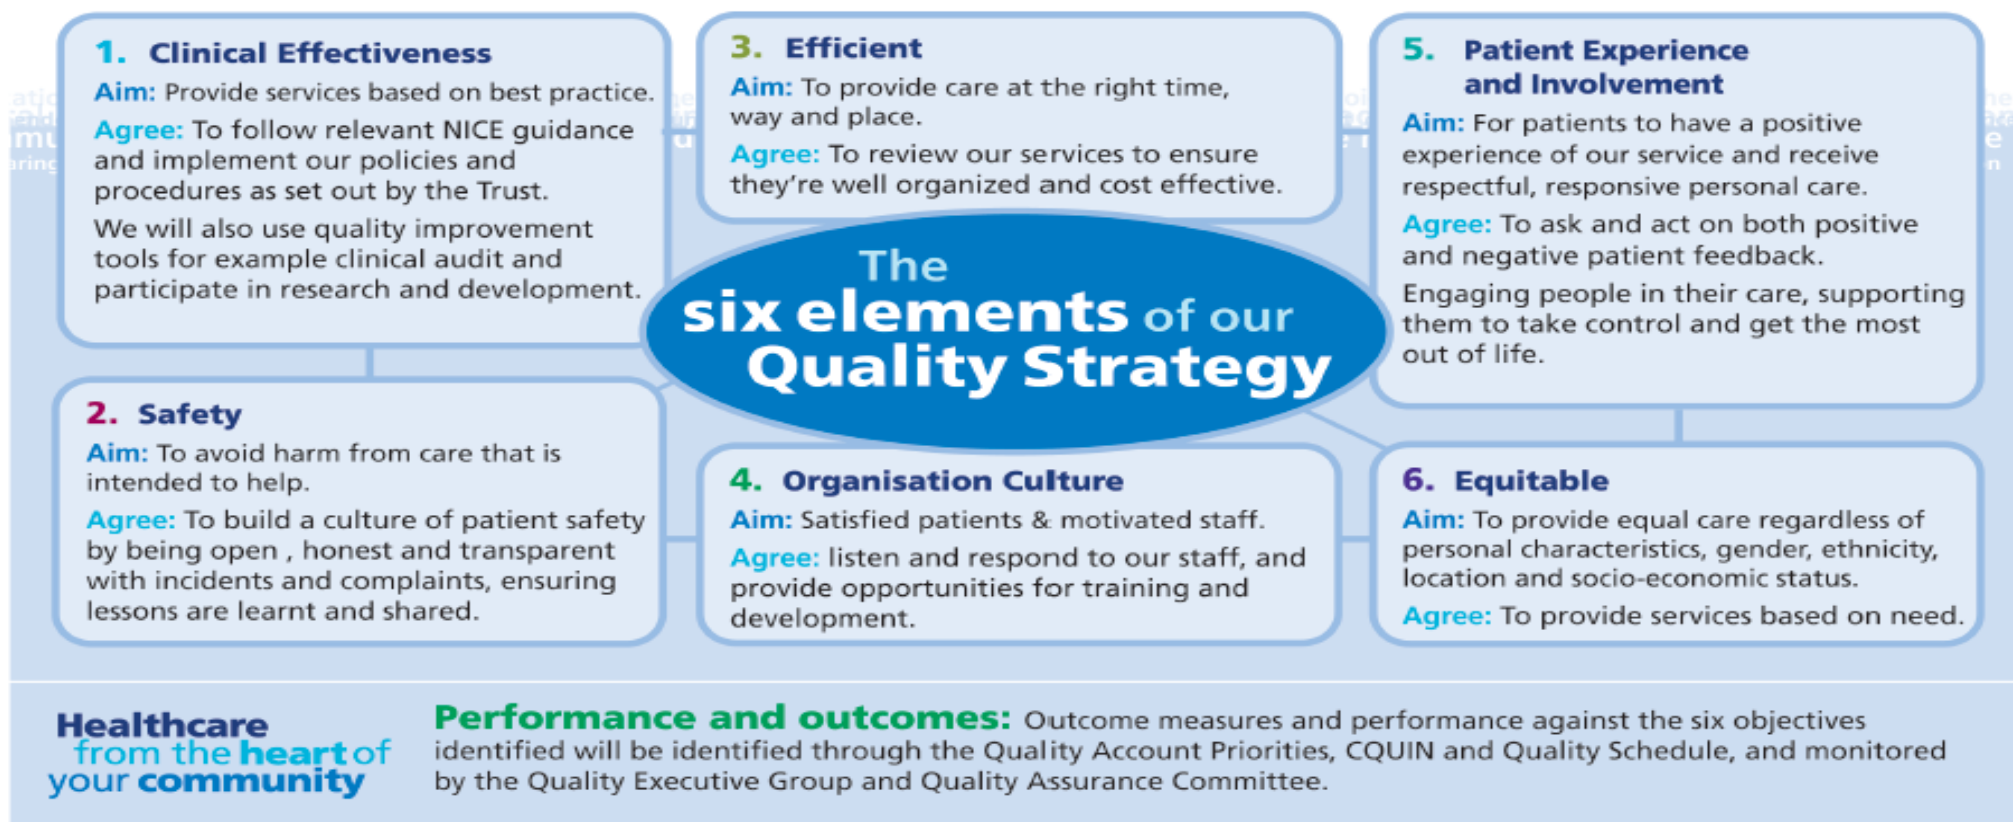 1. Clinical Effectiveness
Aim: Provide services based on best practice.
Agree: To follow relevant NICE guidance
and implement our policies and
procedures as set out by the Trust.
We will also use quality improvement
tools for example clinical audit and
participate in research and development.
2. Safety
Aim: To avoid harm from care that is
intended to help.
Agree: To build a culture of patient safety
by being open , honest and transparent
with incidents and complaints, ensuring
lessons are learnt and shared.
3. Efficient
Aim: To provide care at the right time,
way and place.
Agree: To review our services to ensure
they're well organized and cost effective.
The
six elements of our
Quality Strategy
4. Organisation Culture
Aim: Satisfied patients & motivated staff.
Agree: listen and respond to our staff, and
provide opportunities for training and
development.
5. Patient Experience
and Involvement
Aim: For patients to have a positive
experience of our service and receive
respectful, responsive personal care.
Agree: To ask and act on both positive
and negative patient feedback.
Engaging people in their care, supporting
them to take control and get the most
out of life.
6. Equitable
Aim: To provide equal care regardless of
personal characteristics, gender, ethnicity,
location and socio-economic status.
Agree: To provide services based on need.
Healthcare
from the heart of
your community
Performance and outcomes: Outcome measures and performance against the six objectives
identified will be identified through the Quality Account Priorities, CQUIN and Quality Schedule, and monitored
by the Quality Executive Group and Quality Assurance Committee.